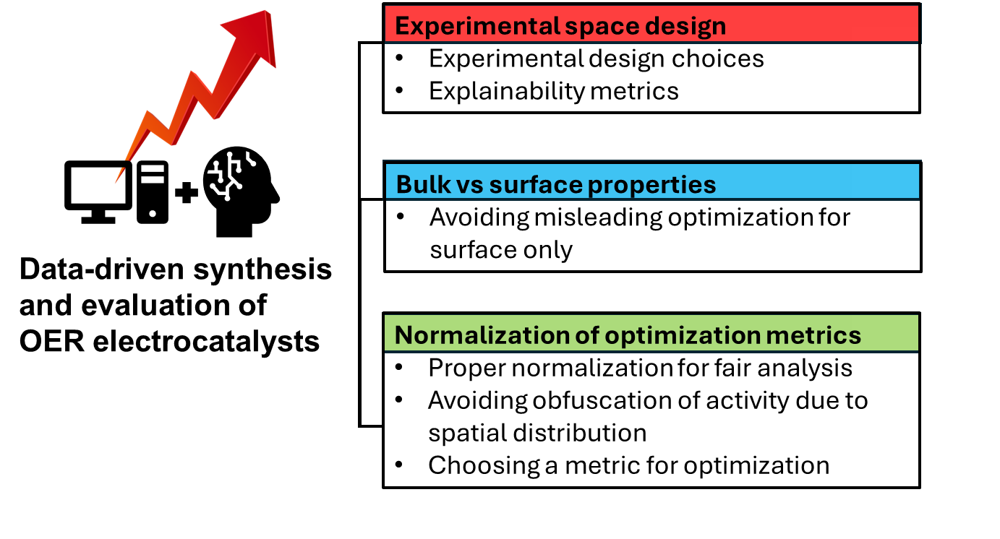 Data-driven synthesis
and evaluation of
OER electrocatalysts
Experimental space design
• Experimental design choices
• Explainability metrics
Bulk vs surface properties
• Avoiding misleading optimization for
surface only
Normalization of optimization metrics
• Proper normalization for fair analysis
• Avoiding obfuscation of activity due to
spatial distribution
• Choosing a metric for optimization